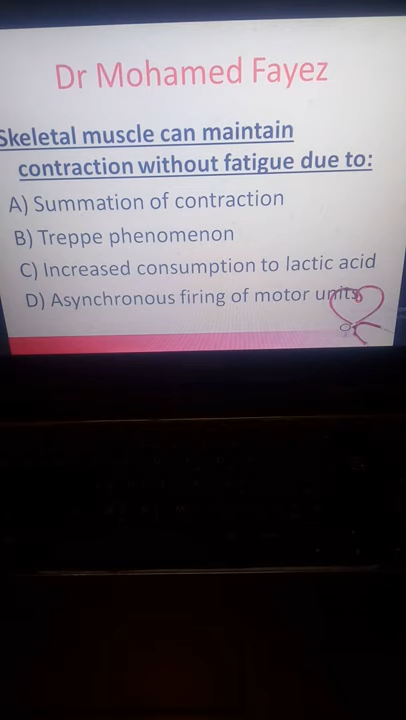 Dr Mohamed Fayez
Skeletal muscle can maintain
contraction without fatigue due to:
A) Summation of contraction
B) Treppe phenomenon
C) Increased consumption to lactic acid
D) Asynchronous firing of motor units